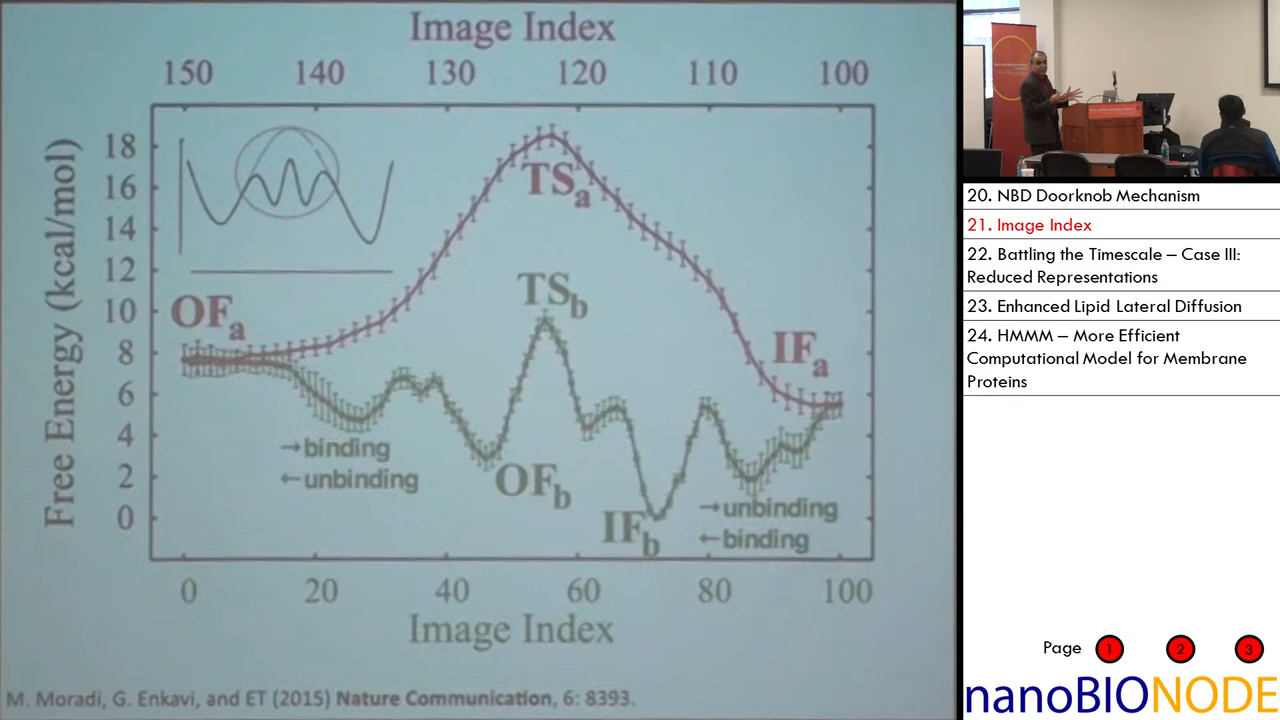 Image Index
150 140 130 120 110 100
Free Energy (kcal/mol)
18
16
14
12
10
8
6
4
2
0
TSa
TSb
OFa
IFa
→binding
←unbinding
OFb
IFb
→unbinding
←binding
0 20 40 60 80 100
Image Index
M. Moradi, G. Enkavi, and ET (2015) Nature Communication, 6: 8393.
20. NBD Doorknob Mechanism
21. Image Index
22. Battling the Timescale – Case III:
Reduced Representations
23. Enhanced Lipid Lateral Diffusion
24. HMMM – More Efficient
Computational Model for Membrane
Proteins
Page 1 2 3
nanoBIONODE